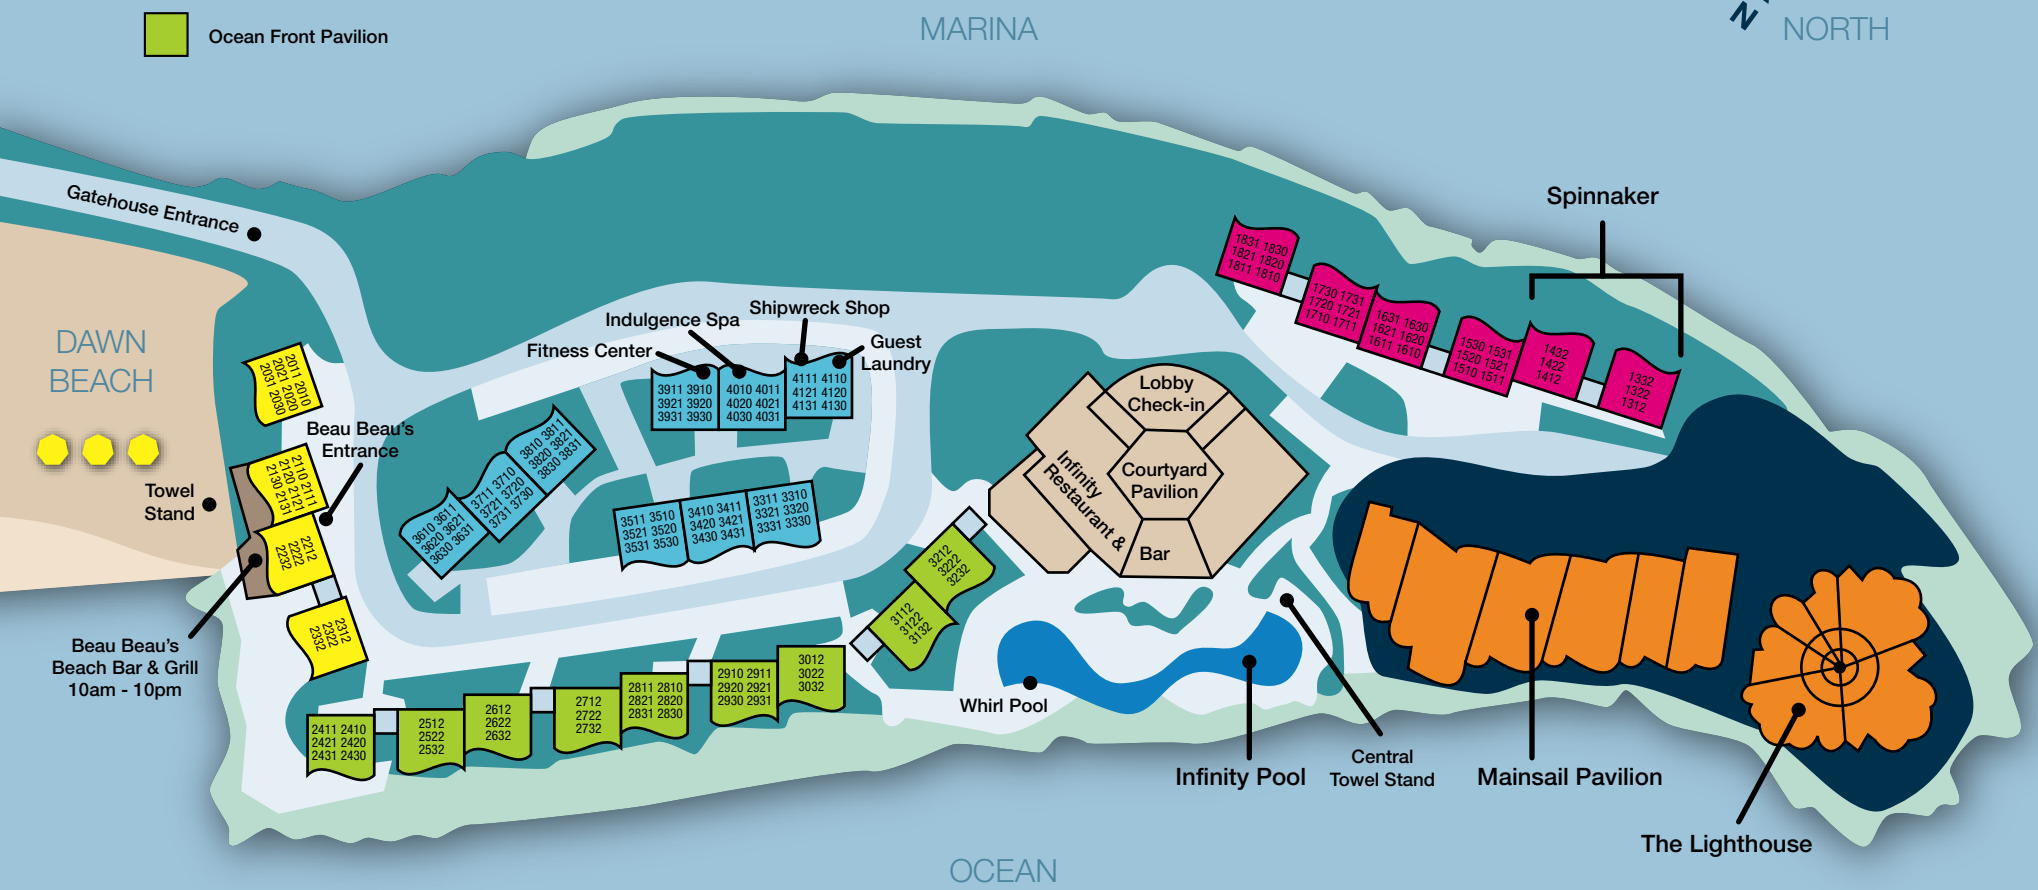 Ocean Front Pavilion
MARINA
N
NORTH
Gatehouse Entrance
Spinnaker
DAWN
BEACH
Towel
Stand
Beau Beau's
Entrance
Beau Beau's
Beach Bar & Grill
10am - 10pm
Fitness Center
Indulgence Spa
Shipwreck Shop
Guest
Laundry
2011 2010
2021 2020
2031 2030
2110 2111
2120 2121
2130 2131
2212
2222
2232
2312
2322
2332
3610 3611
3620 3621
3630 3631
3711 3710
3721 3720
3731 3730
3810 3811
3820 3821
3830 3831
3911 3910
3921 3920
3931 3930
4010 4011
4020 4021
4030 4031
4111 4110
4121 4120
4131 4130
3511 3510
3521 3520
3531 3530
3410 3411
3420 3421
3430 3431
3311 3310
3321 3320
3331 3330
3212
3222
3232
3112
3122
3132
2411 2410
2421 2420
2431 2430
2512
2522
2532
2612
2622
2632
2712
2722
2732
2811 2810
2821 2820
2831 2830
2910 2911
2920 2921
2930 2931
3012
3022
3032
Lobby
Check-in
Courtyard
Pavilion
Infinity
Restaurant &
Bar
1831 1830
1821 1820
1811 1810
1730 1731
1720 1721
1710 1711
1631 1630
1621 1620
1611 1610
1530 1531
1520 1521
1510 1511
1432
1422
1412
1332
1322
1312
Whirl Pool
Infinity Pool
Central
Towel Stand
Mainsail Pavilion
The Lighthouse
OCEAN